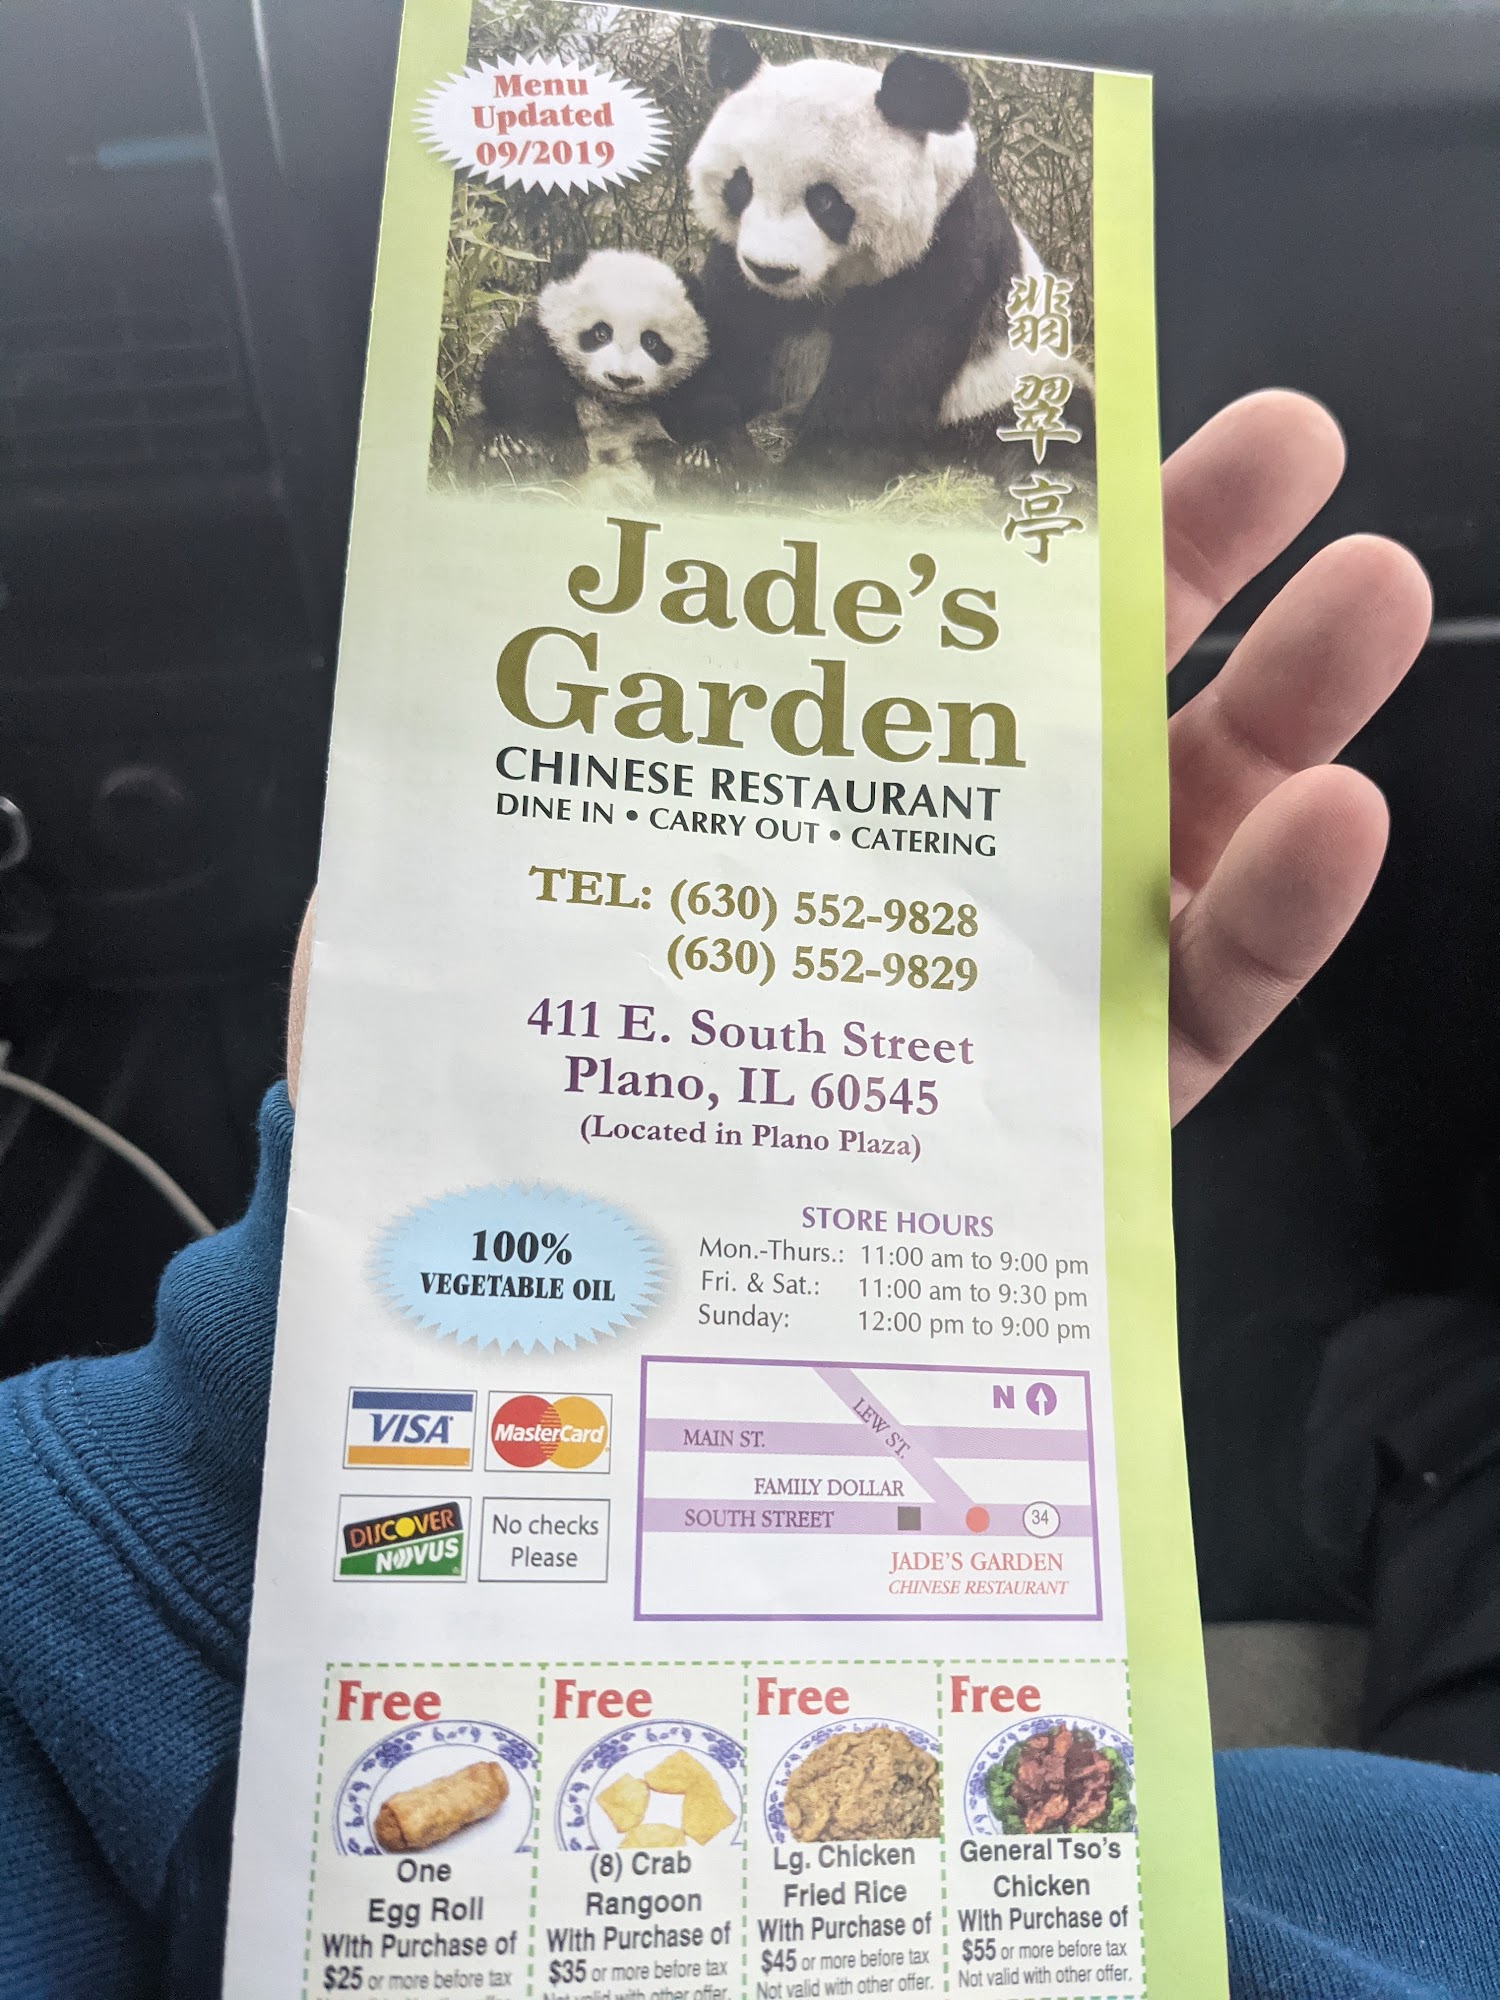 Menu
Updated
09/2019
翡翠亭
Jade's
Garden
CHINESE RESTAURANT
DINE IN • CARRY OUT • CATERING
TEL: (630) 552-9828
(630) 552-9829
411 E. South Street
Plano, IL 60545
(Located in Plano Plaza)
100%
VEGETABLE OIL
STORE HOURS
Mon.-Thurs.: 11:00 am to 9:00 pm
Fri. & Sat.: 11:00 am to 9:30 pm
Sunday: 12:00 pm to 9:00 pm
VISA
MasterCard
DISCOVER
NOVUS
No checks
Please
N
LEW ST.
MAIN ST.
FAMILY DOLLAR
SOUTH STREET
34
JADE'S GARDEN
CHINESE RESTAURANT
Free
One
Egg Roll
With Purchase of
$25 or more before tax
Free
(8) Crab
Rangoon
With Purchase of
$35 or more before tax
Not valid with other offer.
Free
Lg. Chicken
Fried Rice
With Purchase of
$45 or more before tax
Not valid with other offer.
Free
General Tso's
Chicken
With Purchase of
$55 or more before tax
Not valid with other offer.